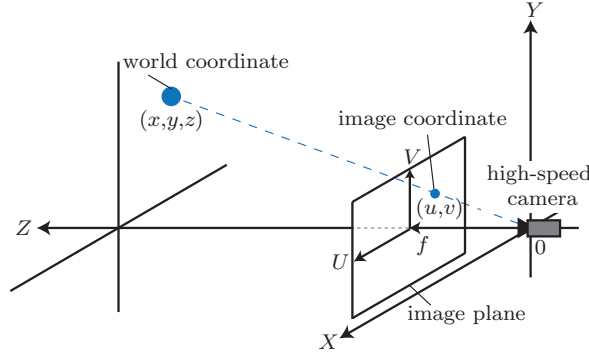 Y
world coordinate
(x,y,z)
image coordinate
V
high-speed
camera
(u,v)
Z
f
0
U
image plane
X